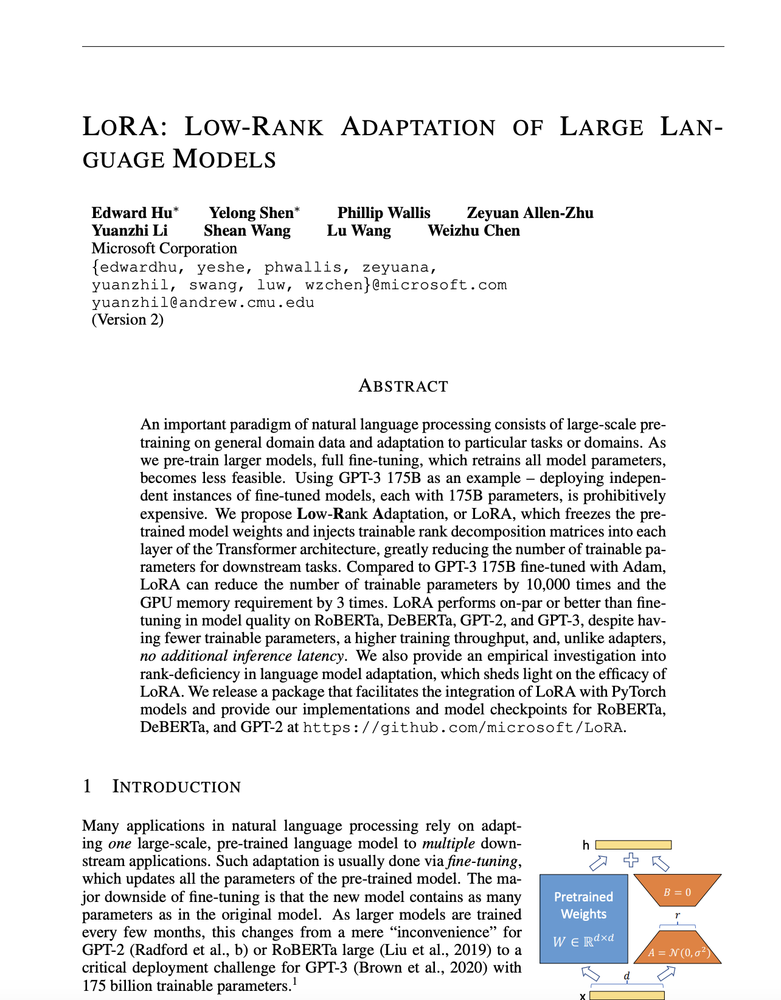 LORA: LOW-RANK ADAPTATION OF LARGE LAN-
GUAGE MODELS
Edward Hu* Yelong Shen* Phillip Wallis Zeyuan Allen-Zhu
Yuanzhi Li Shean Wang Lu Wang Weizhu Chen
Microsoft Corporation
{edwardhu, yeshe, phwallis, zeyuana,
yuanzhil, swang, luw, wzchen}@microsoft.com
yuanzhil@andrew.cmu.edu
(Version 2)
ABSTRACT
An important paradigm of natural language processing consists of large-scale pre-
training on general domain data and adaptation to particular tasks or domains. As
we pre-train larger models, full fine-tuning, which retrains all model parameters,
becomes less feasible. Using GPT-3 175B as an example – deploying indepen-
dent instances of fine-tuned models, each with 175B parameters, is prohibitively
expensive. We propose Low-Rank Adaptation, or LoRA, which freezes the pre-
trained model weights and injects trainable rank decomposition matrices into each
layer of the Transformer architecture, greatly reducing the number of trainable pa-
rameters for downstream tasks. Compared to GPT-3 175B fine-tuned with Adam,
LoRA can reduce the number of trainable parameters by 10,000 times and the
GPU memory requirement by 3 times. LoRA performs on-par or better than fine-
tuning in model quality on RoBERTa, DeBERTa, GPT-2, and GPT-3, despite hav-
ing fewer trainable parameters, a higher training throughput, and, unlike adapters,
no additional inference latency. We also provide an empirical investigation into
rank-deficiency in language model adaptation, which sheds light on the efficacy of
LoRA. We release a package that facilitates the integration of LoRA with PyTorch
models and provide our implementations and model checkpoints for RoBERTa,
DeBERTa, and GPT-2 at https://github.com/microsoft/LoRA.
1 INTRODUCTION
Many applications in natural language processing rely on adapt-
ing one large-scale, pre-trained language model to multiple down-
stream applications. Such adaptation is usually done via fine-tuning,
which updates all the parameters of the pre-trained model. The ma-
jor downside of fine-tuning is that the new model contains as many
parameters as in the original model. As larger models are trained
every few months, this changes from a mere “inconvenience” for
GPT-2 (Radford et al., b) or RoBERTa large (Liu et al., 2019) to a
critical deployment challenge for GPT-3 (Brown et al., 2020) with
175 billion trainable parameters.¹
h
Pretrained
Weights
W ∈ ℝ^{d×d}
B = 0
r
A = 𝒩(0, σ²)
d
x